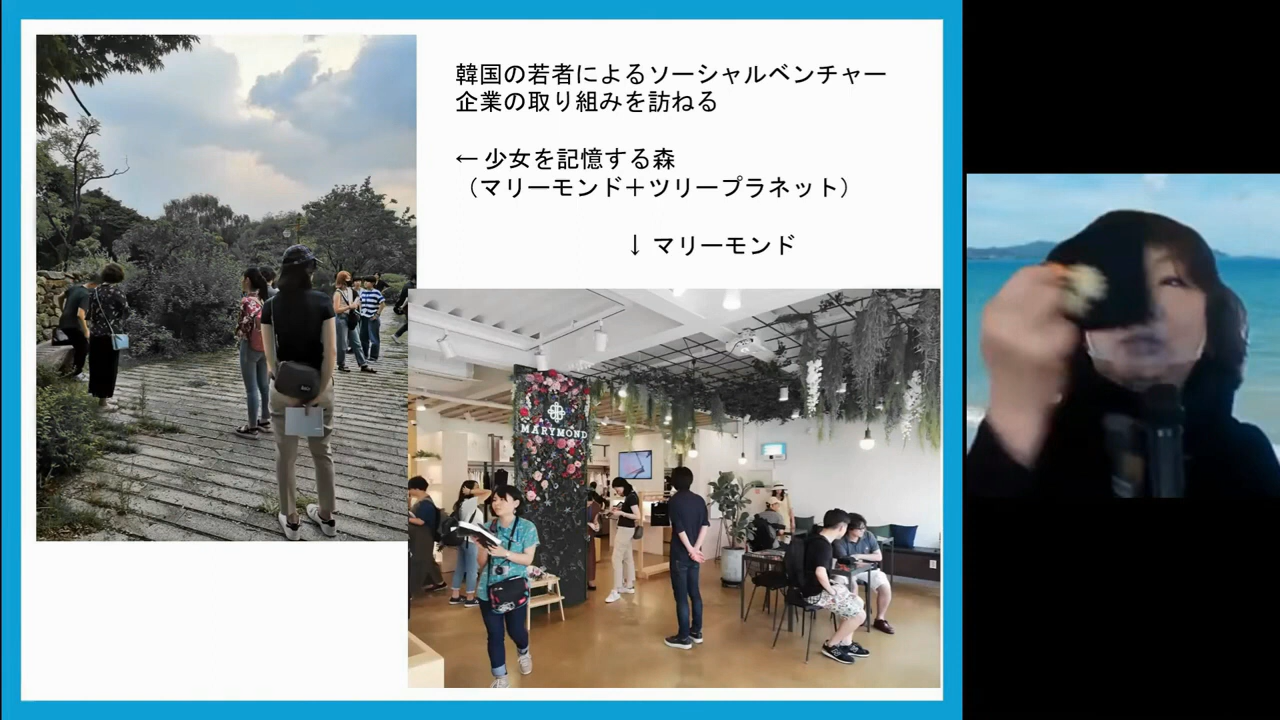 韓国の若者によるソーシャルベンチャー
企業の取り組みを訪ねる
← 少女を記憶する森
（マリーモンド＋ツリープラネット）
↓ マリーモンド
MARYMOND